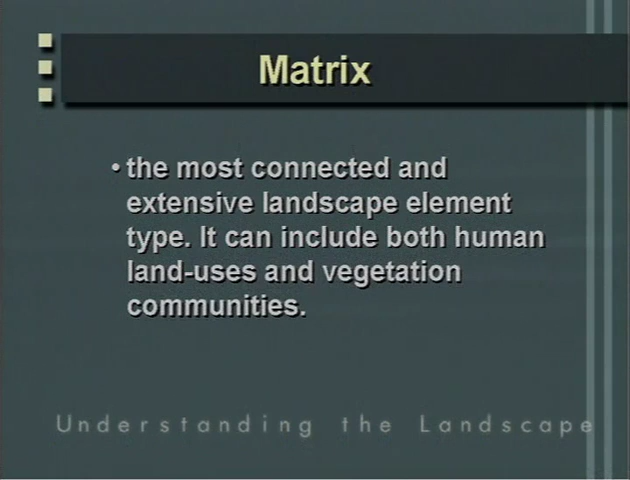 Matrix
• the most connected and
extensive landscape element
type. It can include both human
land-uses and vegetation
communities.
Understanding the Landscape